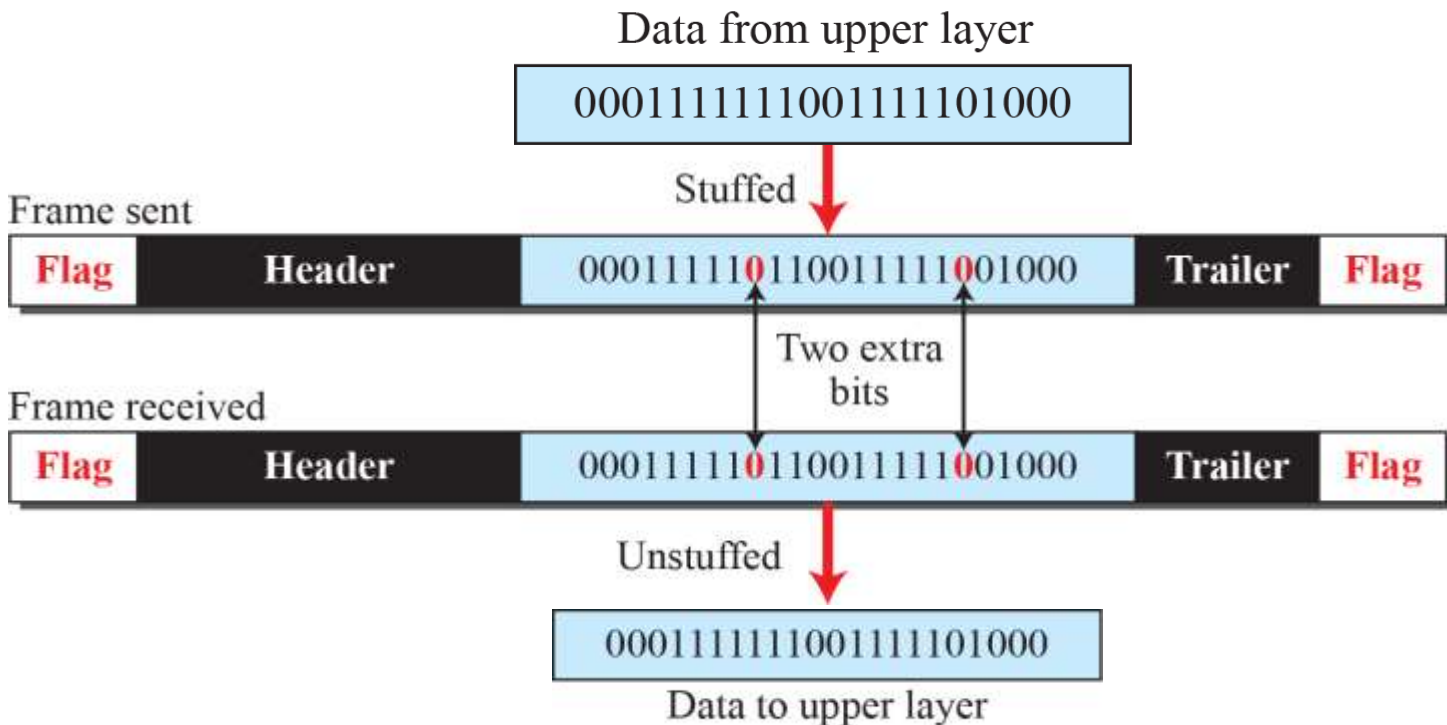 Data from upper layer
0001111111001111101000
Stuffed
Frame sent
Flag Header 000111110110011111001000 Trailer Flag
Two extra
bits
Frame received
Flag Header 000111110110011111001000 Trailer Flag
Unstuffed
0001111111001111101000
Data to upper layer